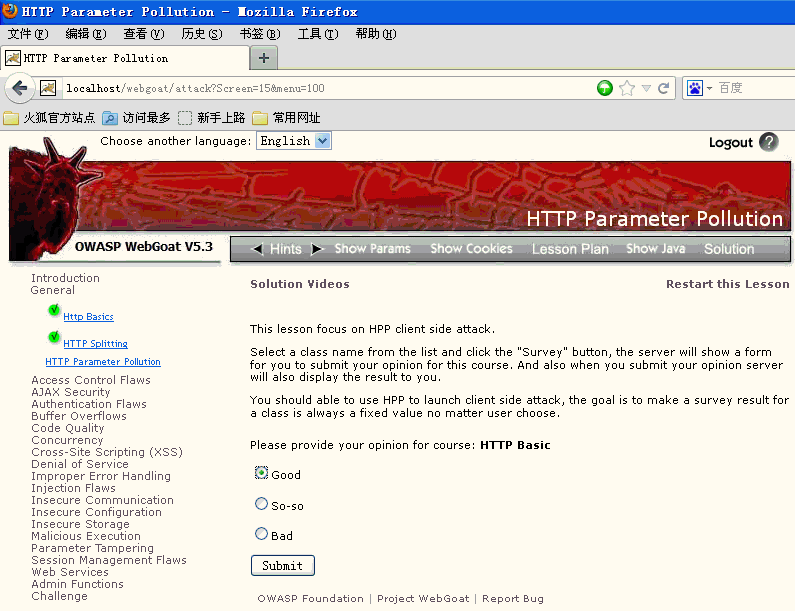 HTTP Parameter Pollution - Mozilla Firefox
文件(F) 编辑(E) 查看(V) 历史(S) 书签(B) 工具(T) 帮助(H)
HTTP Parameter Pollution
localhost/webgoat/attack?Screen=15&menu=100
百度
火狐官方站点 访问最多 新手上路 常用网址
Choose another language: English
Logout ?
HTTP Parameter Pollution
OWASP WebGoat V5.3
Hints Show Params Show Cookies Lesson Plan Show Java Solution
Introduction
General
Http Basics
HTTP Splitting
HTTP Parameter Pollution
Access Control Flaws
AJAX Security
Authentication Flaws
Buffer Overflows
Code Quality
Concurrency
Cross-Site Scripting (XSS)
Denial of Service
Improper Error Handling
Injection Flaws
Insecure Communication
Insecure Configuration
Insecure Storage
Malicious Execution
Parameter Tampering
Session Management Flaws
Web Services
Admin Functions
Challenge
Solution Videos
Restart this Lesson
This lesson focus on HPP client side attack.
Select a class name from the list and click the "Survey" button, the server will show a form
for you to submit your opinion for this course. And also when you submit your opinion server
will also display the result to you.
You should able to use HPP to launch client side attack, the goal is to make a survey result for
a class is always a fixed value no matter user choose.
Please provide your opinion for course: HTTP Basic
Good
So-so
Bad
Submit
OWASP Foundation | Project WebGoat | Report Bug